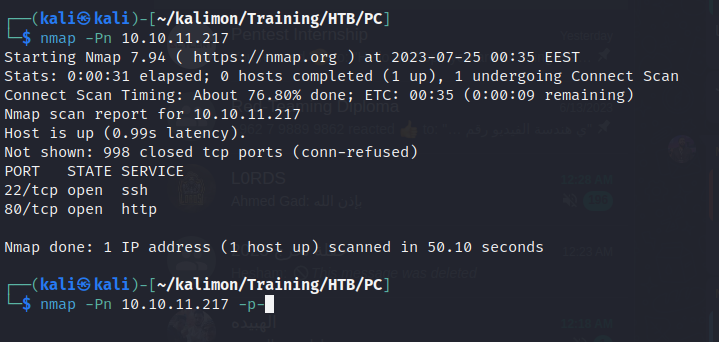 ┌──(kali㉿kali)-[~/kalimon/Training/HTB/PC]
└─$ nmap -Pn 10.10.11.217
Starting Nmap 7.94 ( https://nmap.org ) at 2023-07-25 00:35 EEST
Stats: 0:00:31 elapsed; 0 hosts completed (1 up), 1 undergoing Connect Scan
Connect Scan Timing: About 76.80% done; ETC: 00:35 (0:00:09 remaining)
Nmap scan report for 10.10.11.217
Host is up (0.99s latency).
Not shown: 998 closed tcp ports (conn-refused)
PORT   STATE SERVICE
22/tcp open  ssh
L0RDS
Ahmed Gad: بإذن الله
80/tcp open  http
Nmap done: 1 IP address (1 host up) scanned in 50.10 seconds
┌──(kali㉿kali)-[~/kalimon/Training/HTB/PC]
└─$ nmap -Pn 10.10.11.217 -p-